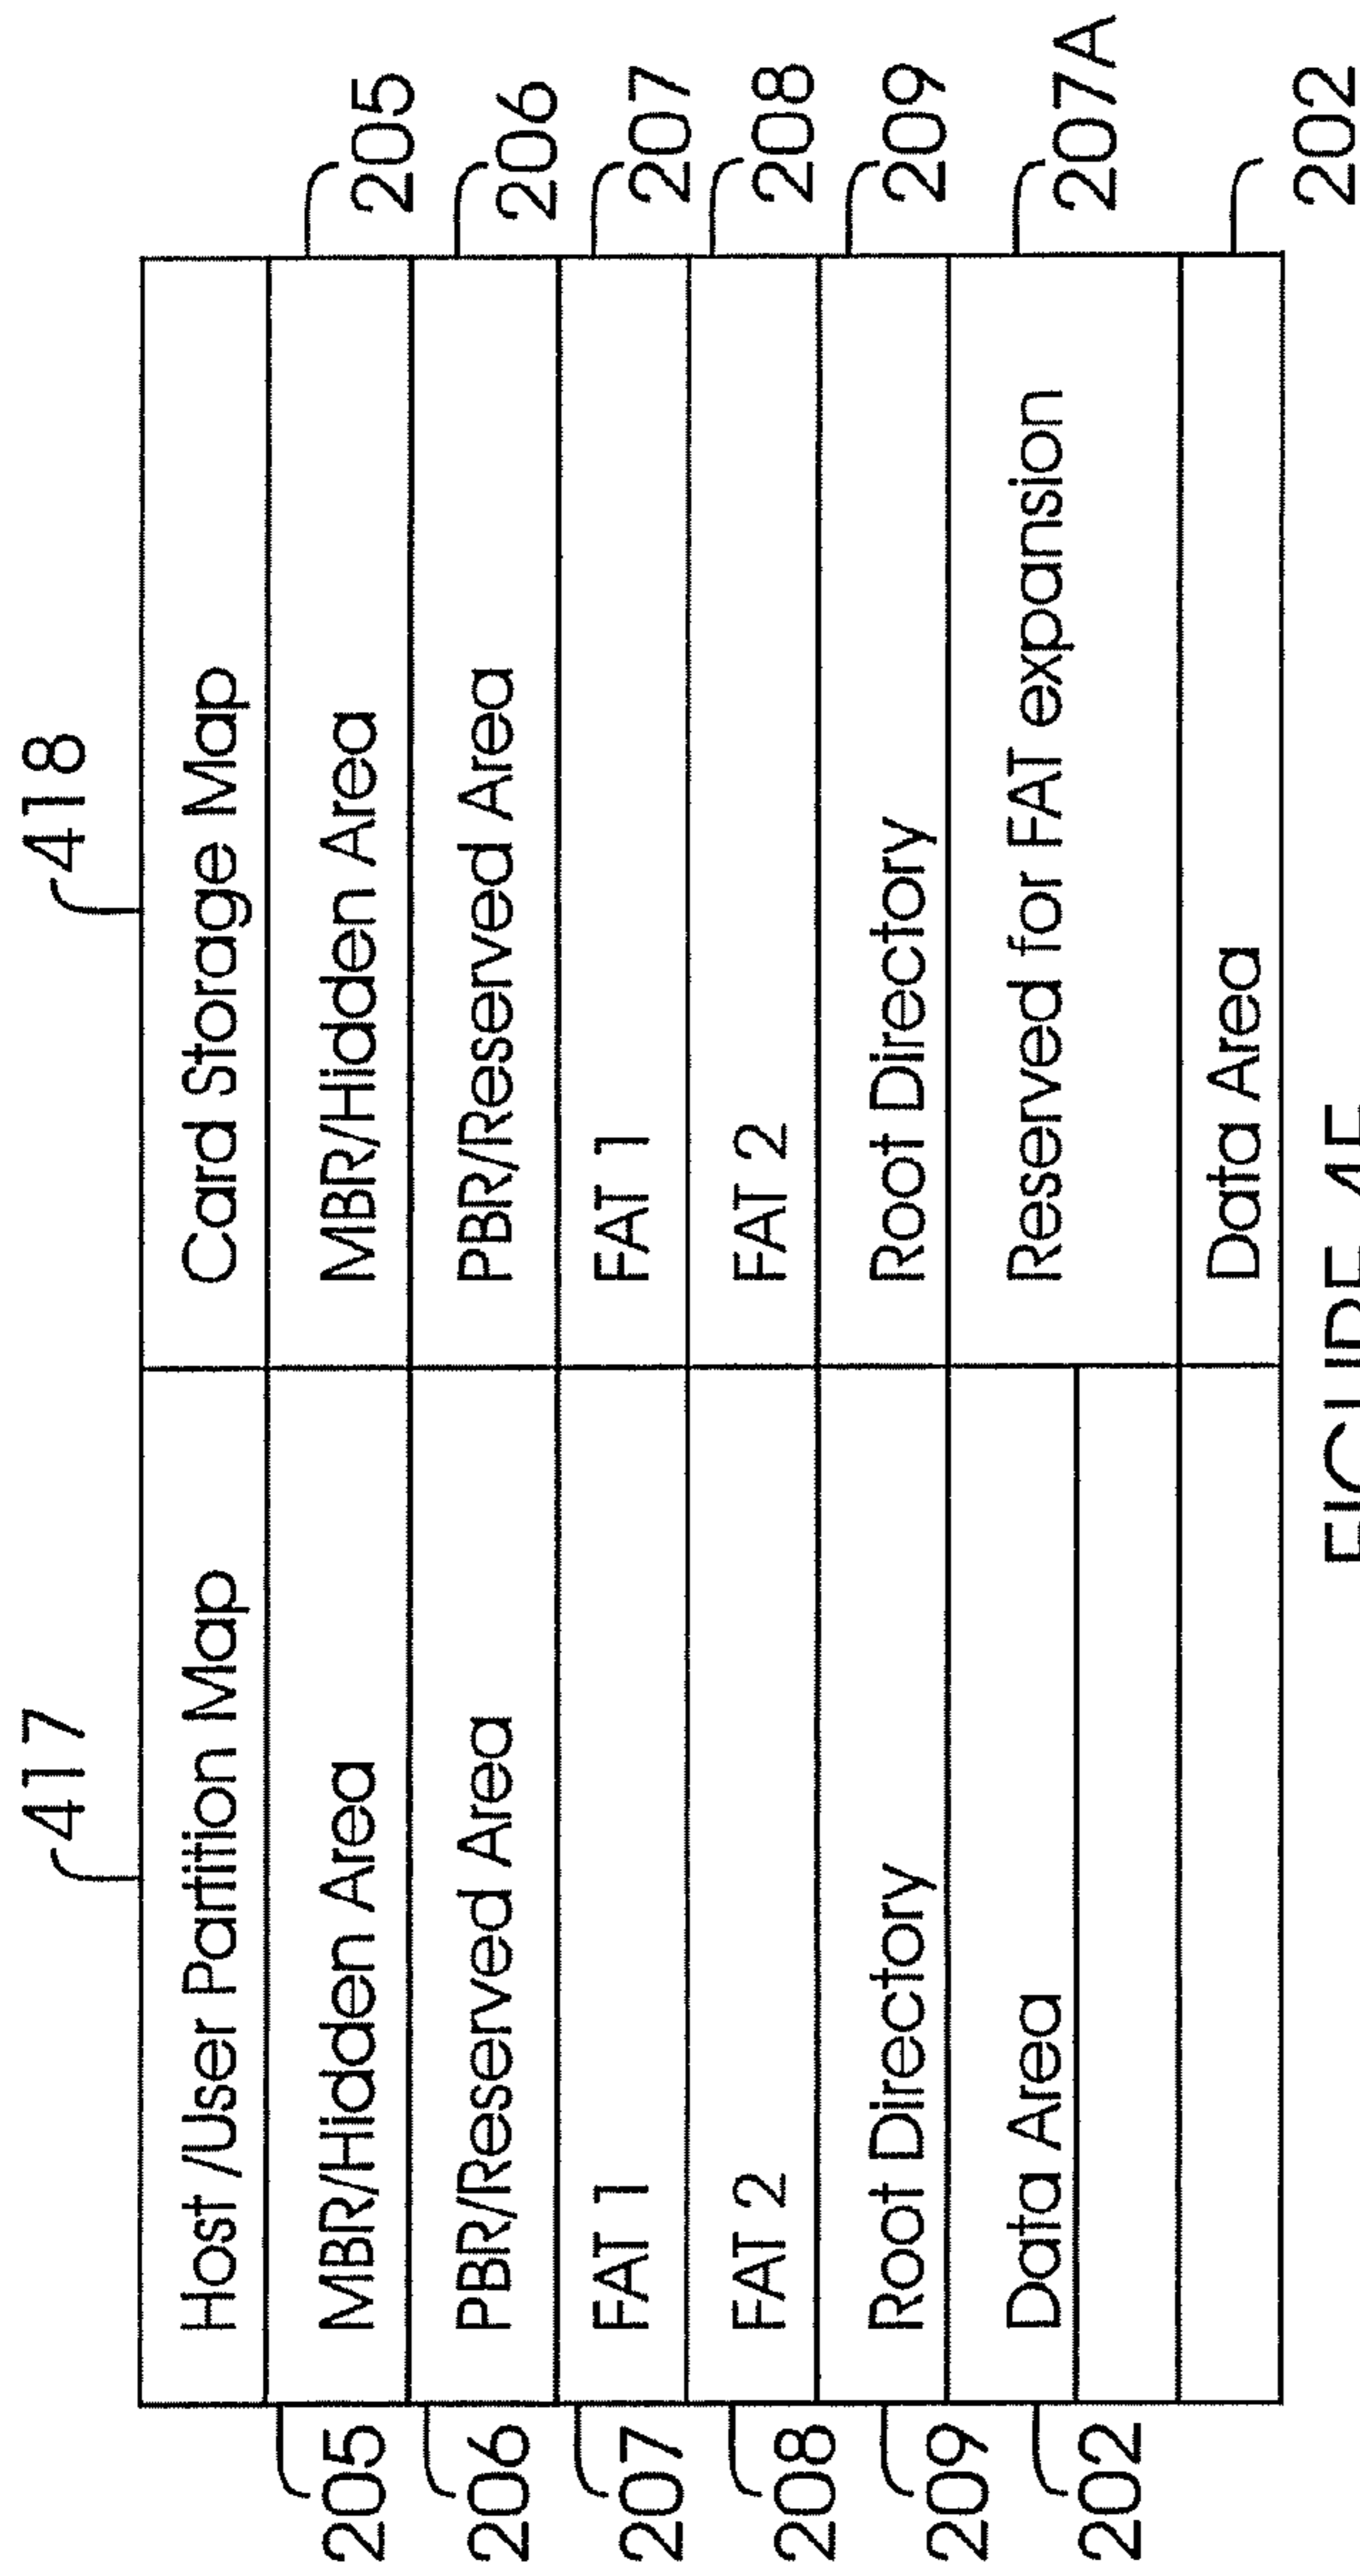 417 418
Host /User Partition Map Card Storage Map
205 MBR/Hidden Area MBR/Hidden Area 205
206 PBR/Reserved Area PBR/Reserved Area 206
207 FAT 1 FAT 1 207
208 FAT 2 FAT 2 208
209 Root Directory Root Directory 209
202 Data Area Reserved for FAT expansion 207A
Data Area 202
FIGURE